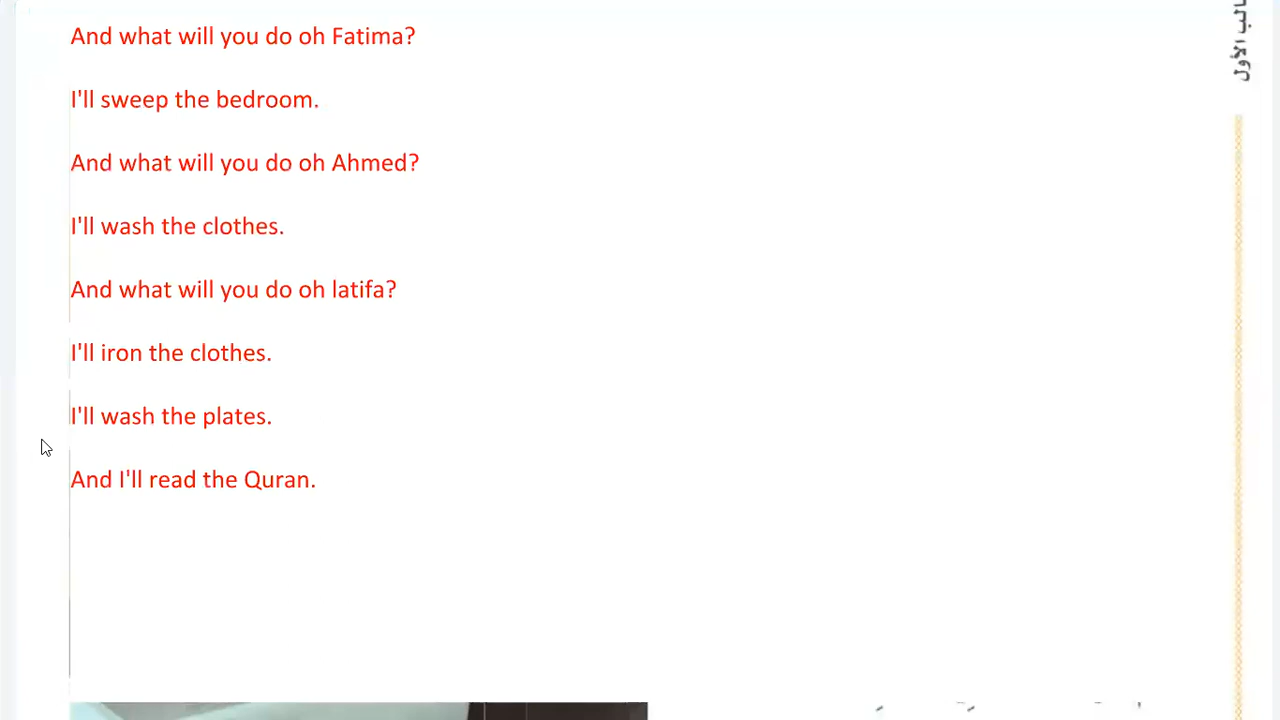 And what will you do oh Fatima?
I'll sweep the bedroom.
And what will you do oh Ahmed?
I'll wash the clothes.
And what will you do oh latifa?
I'll iron the clothes.
I'll wash the plates.
And I'll read the Quran.
الأول